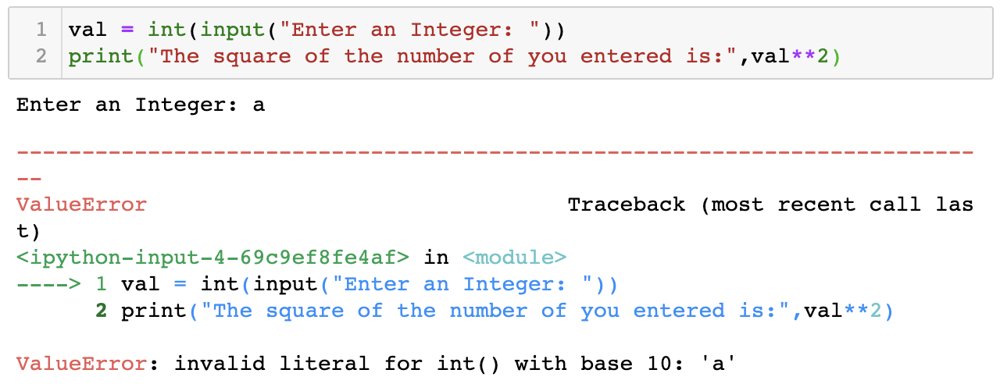 1 val = int(input("Enter an Integer: "))
2 print("The square of the number of you entered is:",val**2)
Enter an Integer: a
-------------------------------------------------------------------------
--
ValueError                                Traceback (most recent call las
t)
<ipython-input-4-69c9ef8fe4af> in <module>
----> 1 val = int(input("Enter an Integer: "))
      2 print("The square of the number of you entered is:",val**2)
ValueError: invalid literal for int() with base 10: 'a'